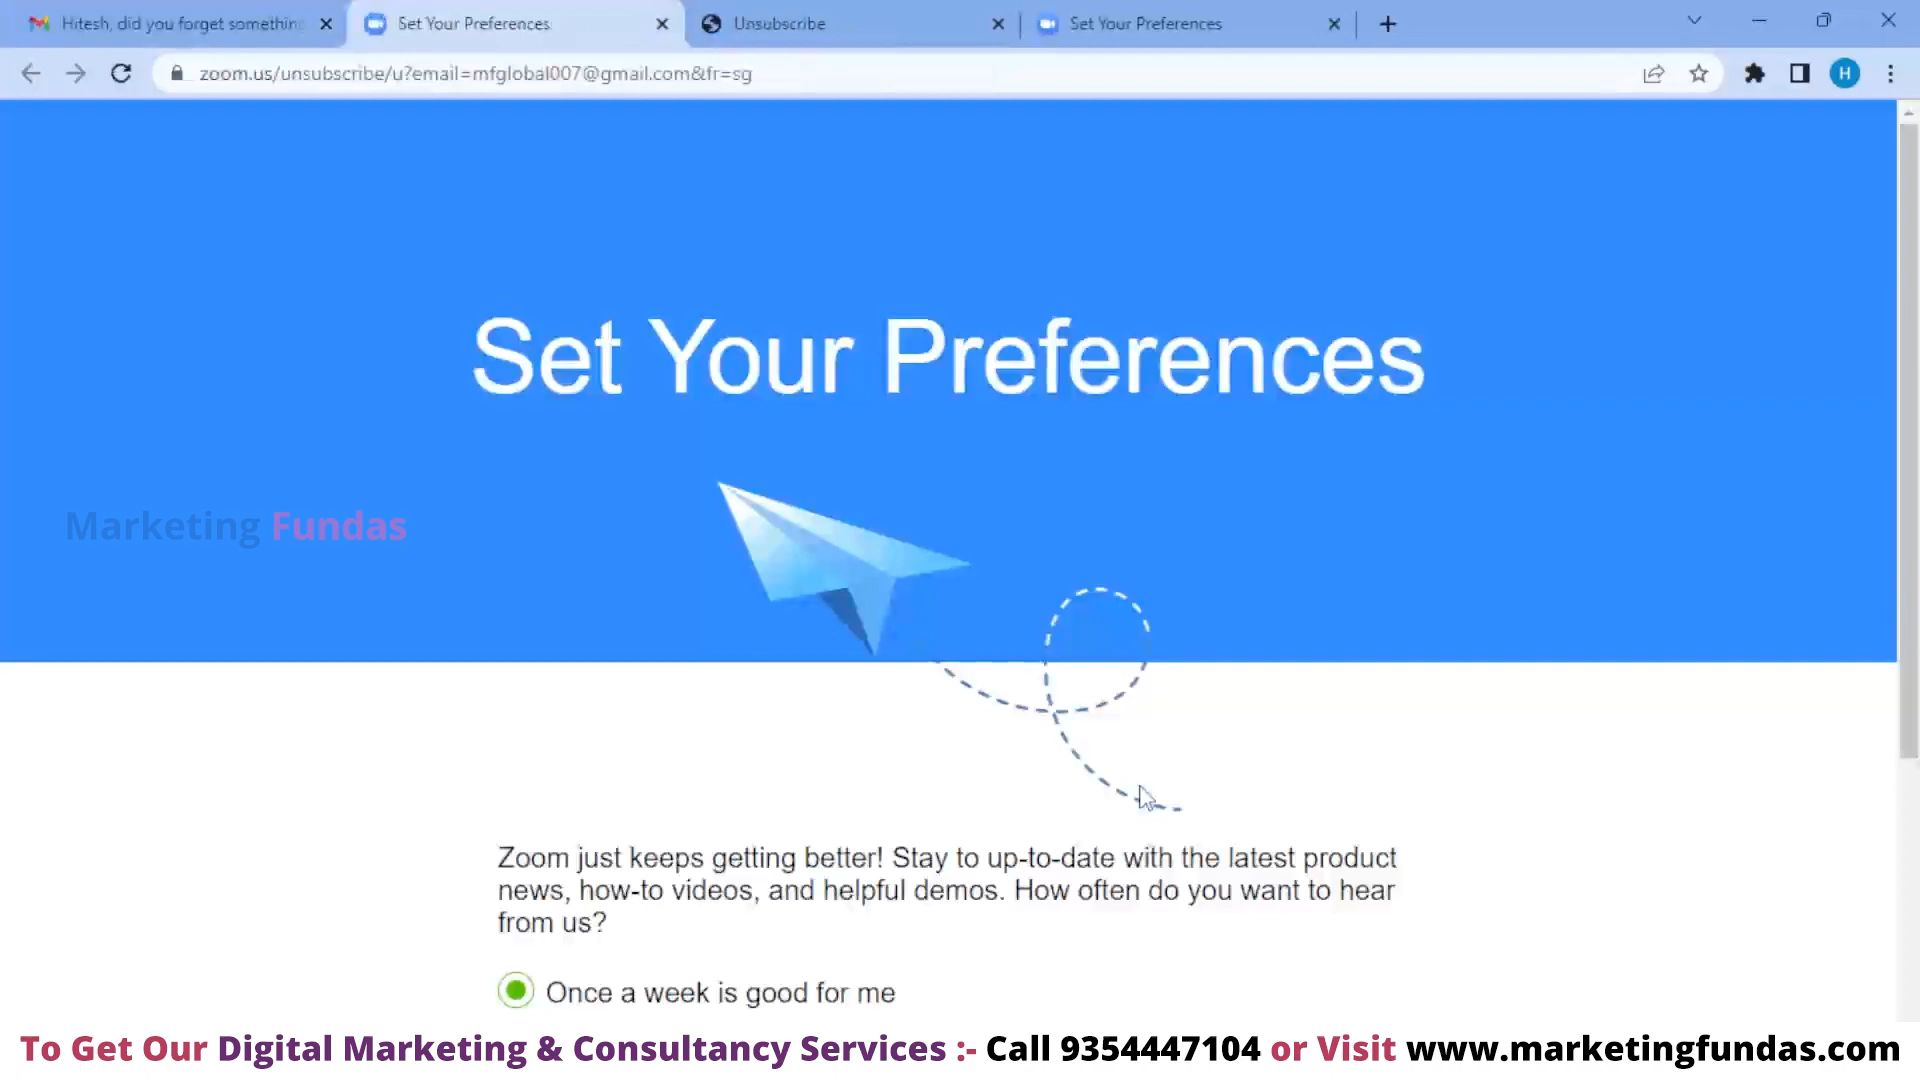 Hitesh, did you forget something
Set Your Preferences
Unsubscribe
Set Your Preferences
zoom.us/unsubscribe/u?email=mfglobal007@gmail.com&fr=sg
H
Set Your Preferences
Marketing Fundas
Zoom just keeps getting better! Stay to up-to-date with the latest product
news, how-to videos, and helpful demos. How often do you want to hear
from us?
Once a week is good for me
To Get Our Digital Marketing & Consultancy Services :- Call 9354447104 or Visit www.marketingfundas.com